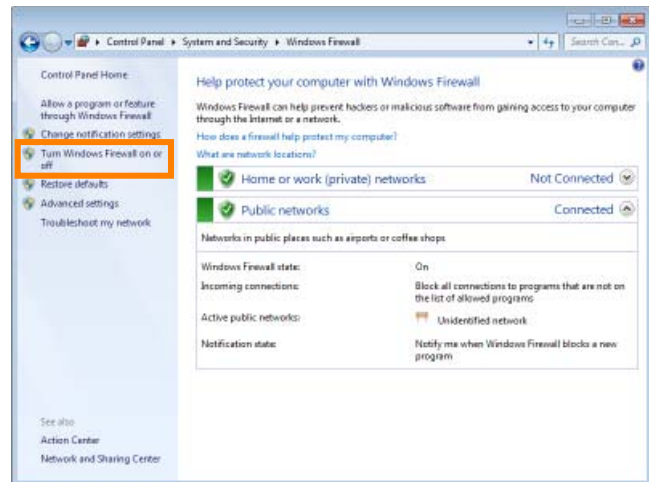 Control Panel ▸ System and Security ▸ Windows Firewall
Search Con...
Control Panel Home
Allow a program or feature
through Windows Firewall
Change notification settings
Turn Windows Firewall on or
off
Restore defaults
Advanced settings
Troubleshoot my network
See also
Action Center
Network and Sharing Center
Help protect your computer with Windows Firewall
Windows Firewall can help prevent hackers or malicious software from gaining access to your computer
through the Internet or a network.
How does a firewall help protect my computer?
What are network locations?
Home or work (private) networks Not Connected
Public networks Connected
Networks in public places such as airports or coffee shops
Windows Firewall state: On
Incoming connections: Block all connections to programs that are not on
the list of allowed programs
Active public networks: Unidentified network
Notification state: Notify me when Windows Firewall blocks a new
program